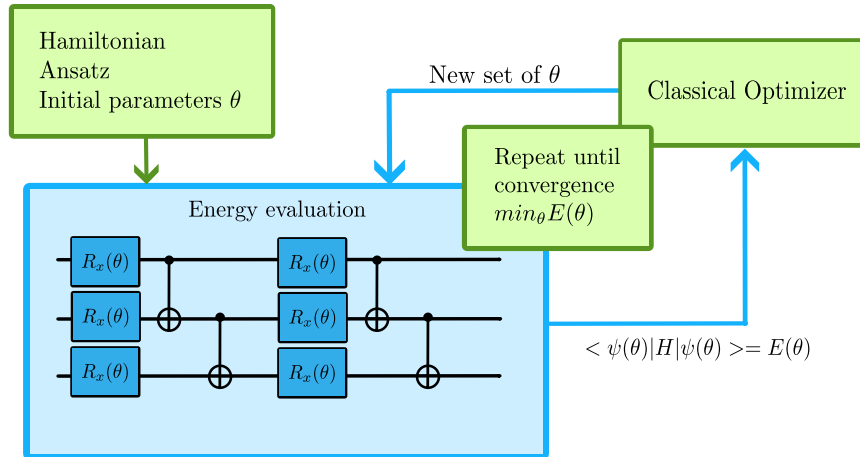 Hamiltonian
Ansatz
Initial parameters θ
New set of θ
Classical Optimizer
Repeat until
convergence
min_θ E(θ)
Energy evaluation
R_x(θ) R_x(θ)
R_x(θ) R_x(θ)
R_x(θ) R_x(θ)
< ψ(θ)|H|ψ(θ) >= E(θ)